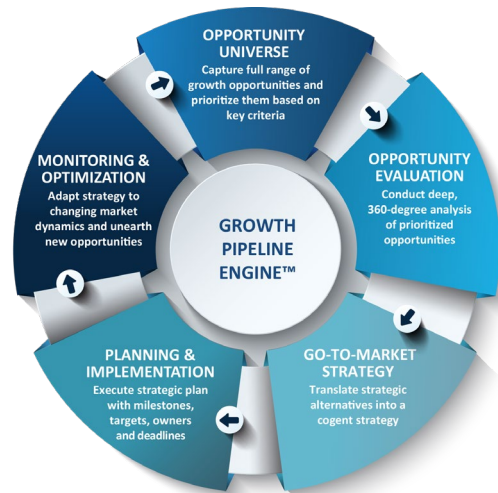 OPPORTUNITY
UNIVERSE
Capture full range of
growth opportunities and
prioritize them based on
key criteria
OPPORTUNITY
EVALUATION
Conduct deep,
360-degree analysis
of prioritized
opportunities
GO-TO-MARKET
STRATEGY
Translate strategic
alternatives into a
cogent strategy
PLANNING &
IMPLEMENTATION
Execute strategic plan
with milestones,
targets, owners
and deadlines
MONITORING &
OPTIMIZATION
Adapt strategy to
changing market
dynamics and unearth
new opportunities
GROWTH
PIPELINE
ENGINE™